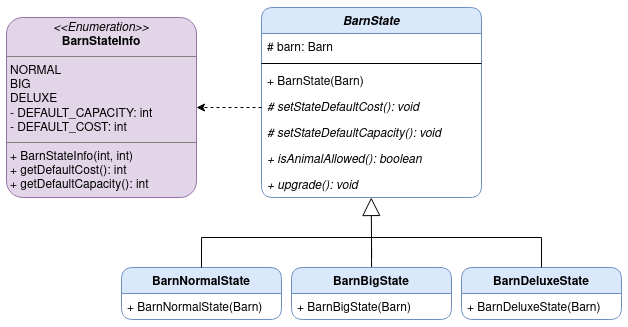 <<Enumeration>>
BarnStateInfo
NORMAL
BIG
DELUXE
- DEFAULT_CAPACITY: int
- DEFAULT_COST: int
+ BarnStateInfo(int, int)
+ getDefaultCost(): int
+ getDefaultCapacity(): int
BarnState
# barn: Barn
+ BarnState(Barn)
# setStateDefaultCost(): void
# setStateDefaultCapacity(): void
+ isAnimalAllowed(): boolean
+ upgrade(): void
BarnNormalState
+ BarnNormalState(Barn)
BarnBigState
+ BarnBigState(Barn)
BarnDeluxeState
+ BarnDeluxeState(Barn)